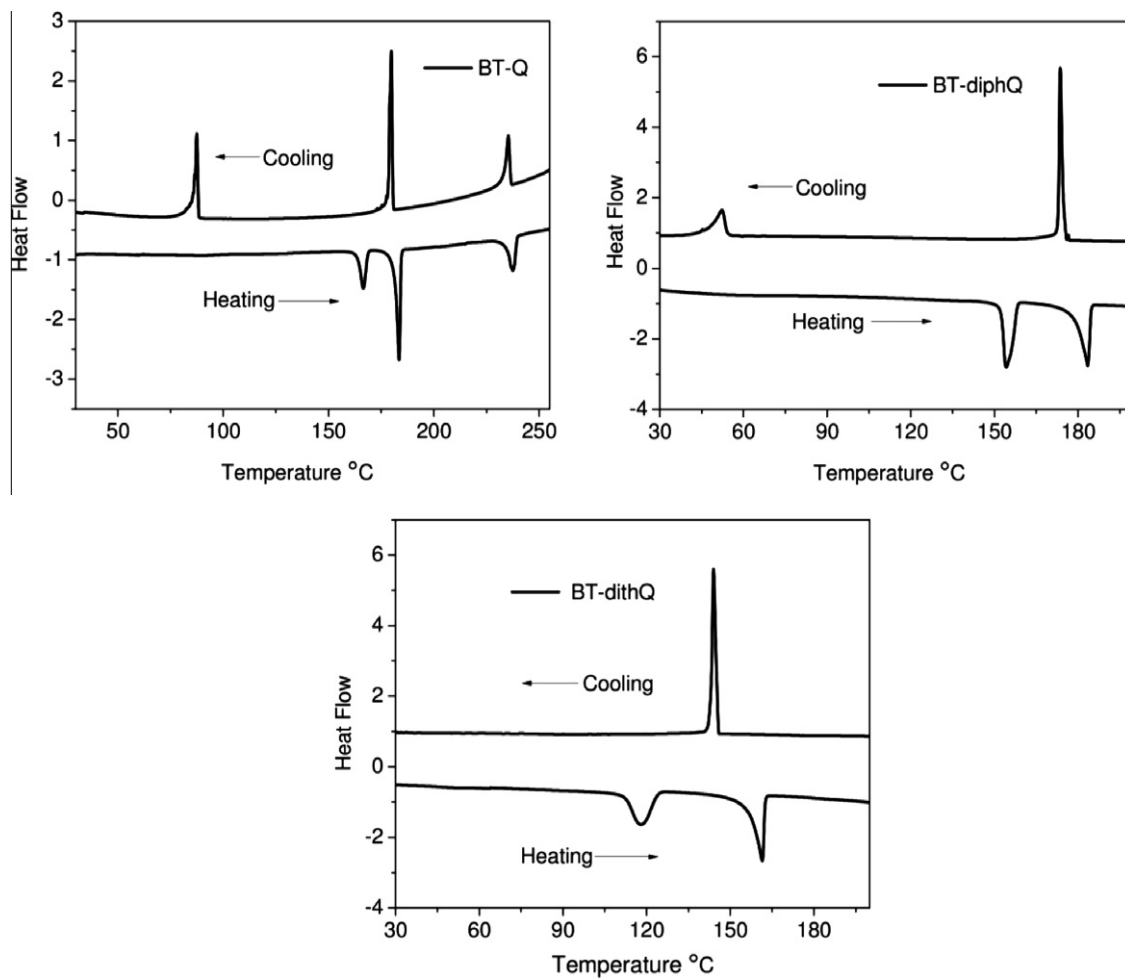 3
2
1
0
-1
-2
-3
Heat Flow
BT-Q
Cooling
Heating
50
100
150
200
250
Temperature °C
6
4
2
0
-2
-4
Heat Flow
BT-diphQ
Cooling
Heating
30
60
90
120
150
180
Temperature °C
6
4
2
0
-2
-4
Heat Flow
BT-dithQ
Cooling
Heating
30
60
90
120
150
180
Temperature °C